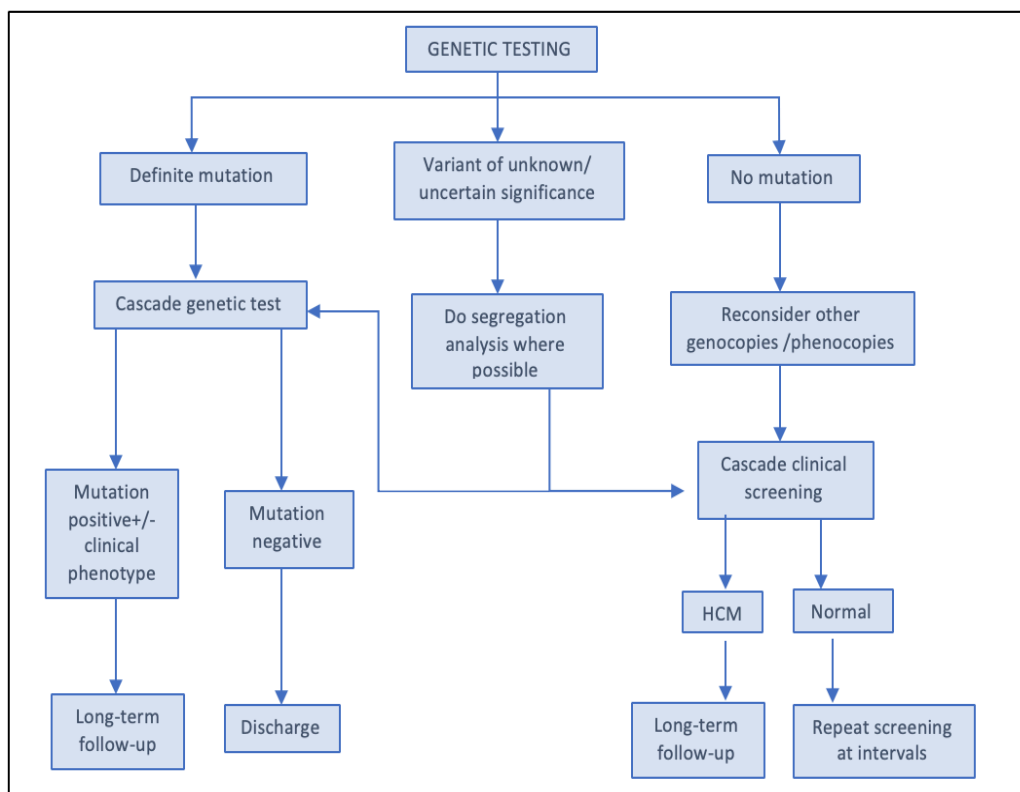 GENETIC TESTING
Definite mutation
Variant of unknown/
uncertain significance
No mutation
Cascade genetic test
Do segregation
analysis where
possible
Reconsider other
genocopies /phenocopies
Mutation
positive+/-
clinical
phenotype
Mutation
negative
Cascade clinical
screening
HCM
Normal
Long-term
follow-up
Discharge
Long-term
follow-up
Repeat screening
at intervals